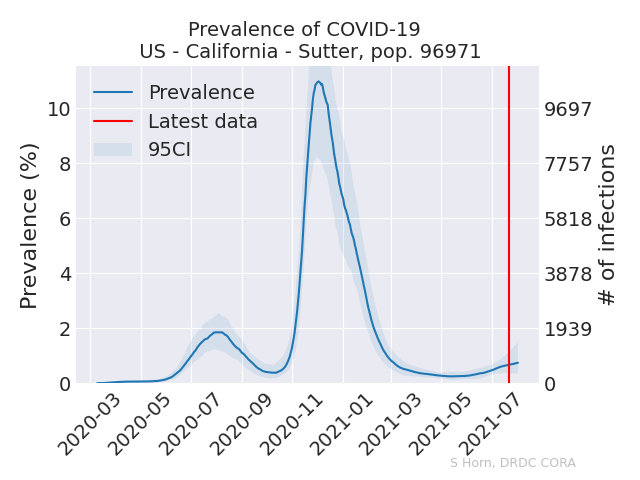 Prevalence of COVID-19
US - California - Sutter, pop. 96971
Prevalence
Latest data
95CI
Prevalence (%)
10
8
6
4
2
0
# of infections
9697
7757
5818
3878
1939
0
2020-03
2020-05
2020-07
2020-09
2020-11
2021-01
2021-03
2021-05
2021-07
S Horn, DRDC CORA